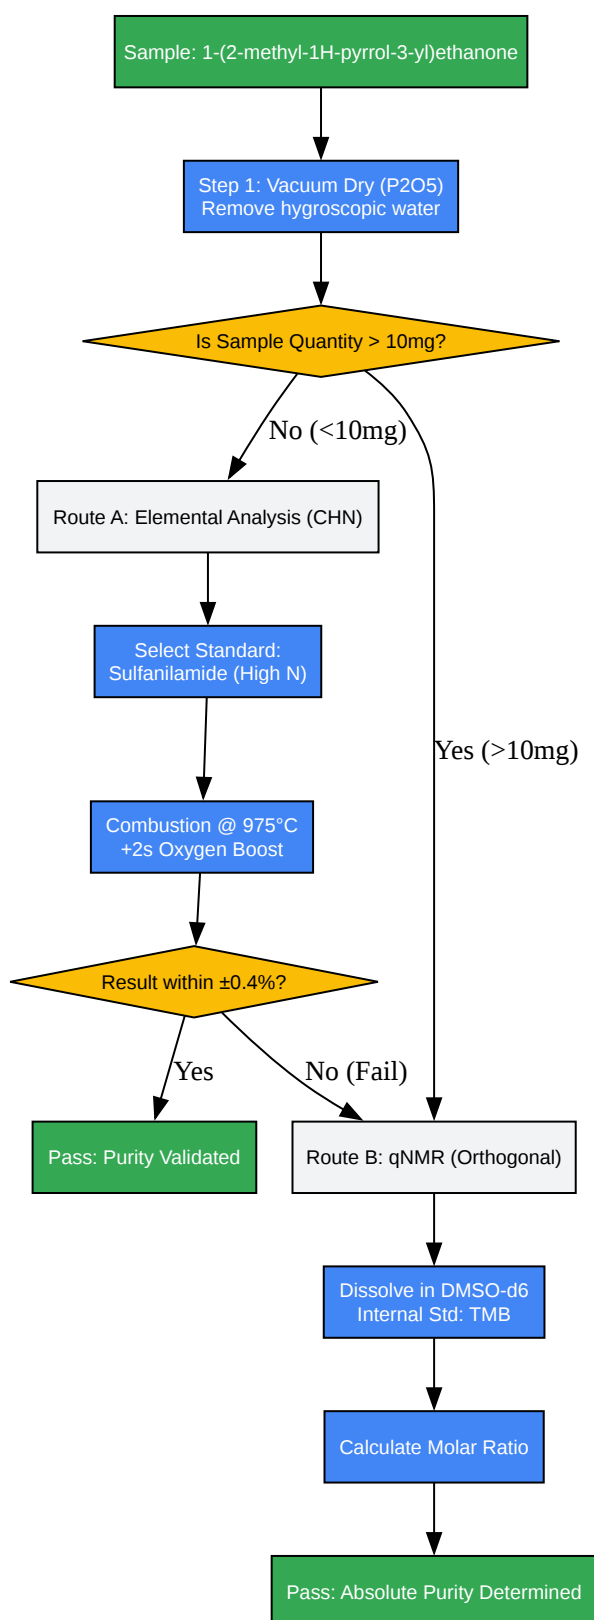 Sample: 1-(2-methyl-1H-pyrrol-3-yl)ethanone
Step 1: Vacuum Dry (P2O5)
Remove hygroscopic water
Is Sample Quantity > 10mg?
No (<10mg)
Route A: Elemental Analysis (CHN)
Select Standard:
Sulfanilamide (High N)
Yes (>10mg)
Combustion @ 975°C
+2s Oxygen Boost
Result within ±0.4%?
Yes
No (Fail)
Pass: Purity Validated
Route B: qNMR (Orthogonal)
Dissolve in DMSO-d6
Internal Std: TMB
Calculate Molar Ratio
Pass: Absolute Purity Determined